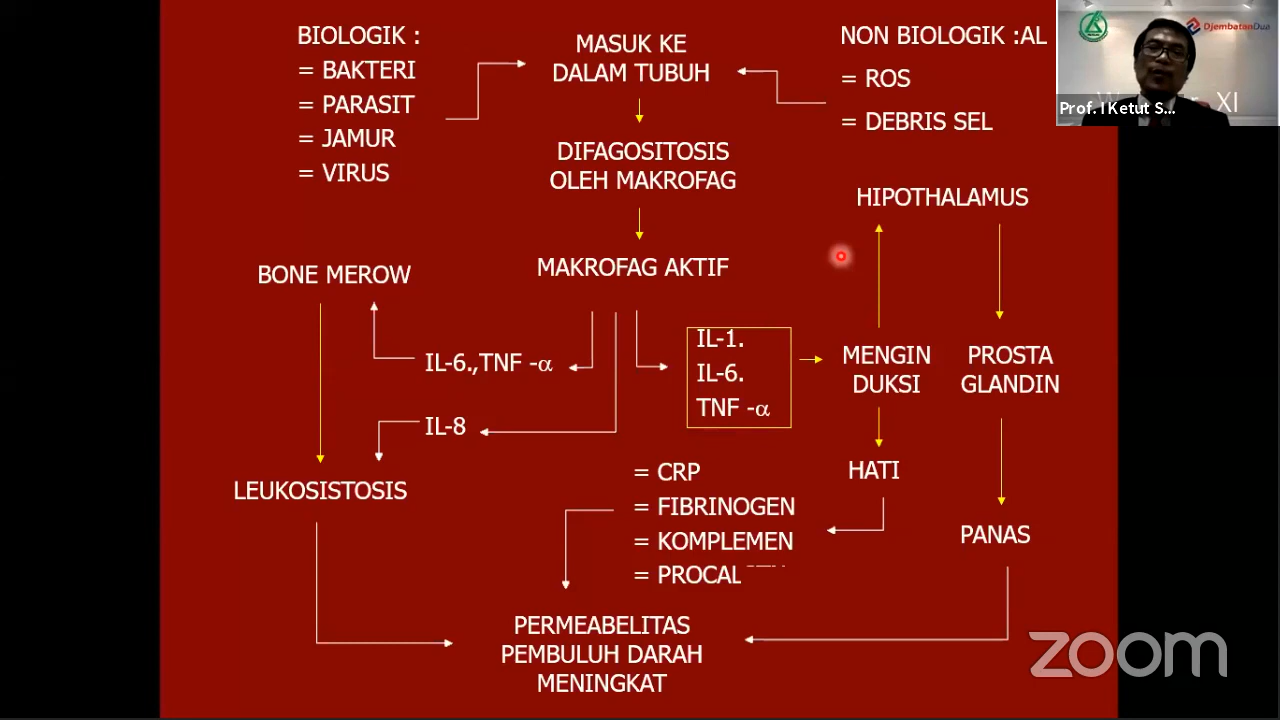 BIOLOGIK :
= BAKTERI
= PARASIT
= JAMUR
= VIRUS
MASUK KE
DALAM TUBUH
NON BIOLOGIK :AL
= ROS
= DEBRIS SEL
DjembatanDua
XI
Prof. I Ketut S...
DIFAGOSITOSIS
OLEH MAKROFAG
HIPOTHALAMUS
BONE MEROW
MAKROFAG AKTIF
IL-6.,TNF -α
IL-8
IL-1.
IL-6.
TNF -α
MENGIN
DUKSI
PROSTA
GLANDIN
LEUKOSISTOSIS
= CRP
= FIBRINOGEN
= KOMPLEMEN
= PROCAL
HATI
PANAS
PERMEABELITAS
PEMBULUH DARAH
MENINGKAT
zoom